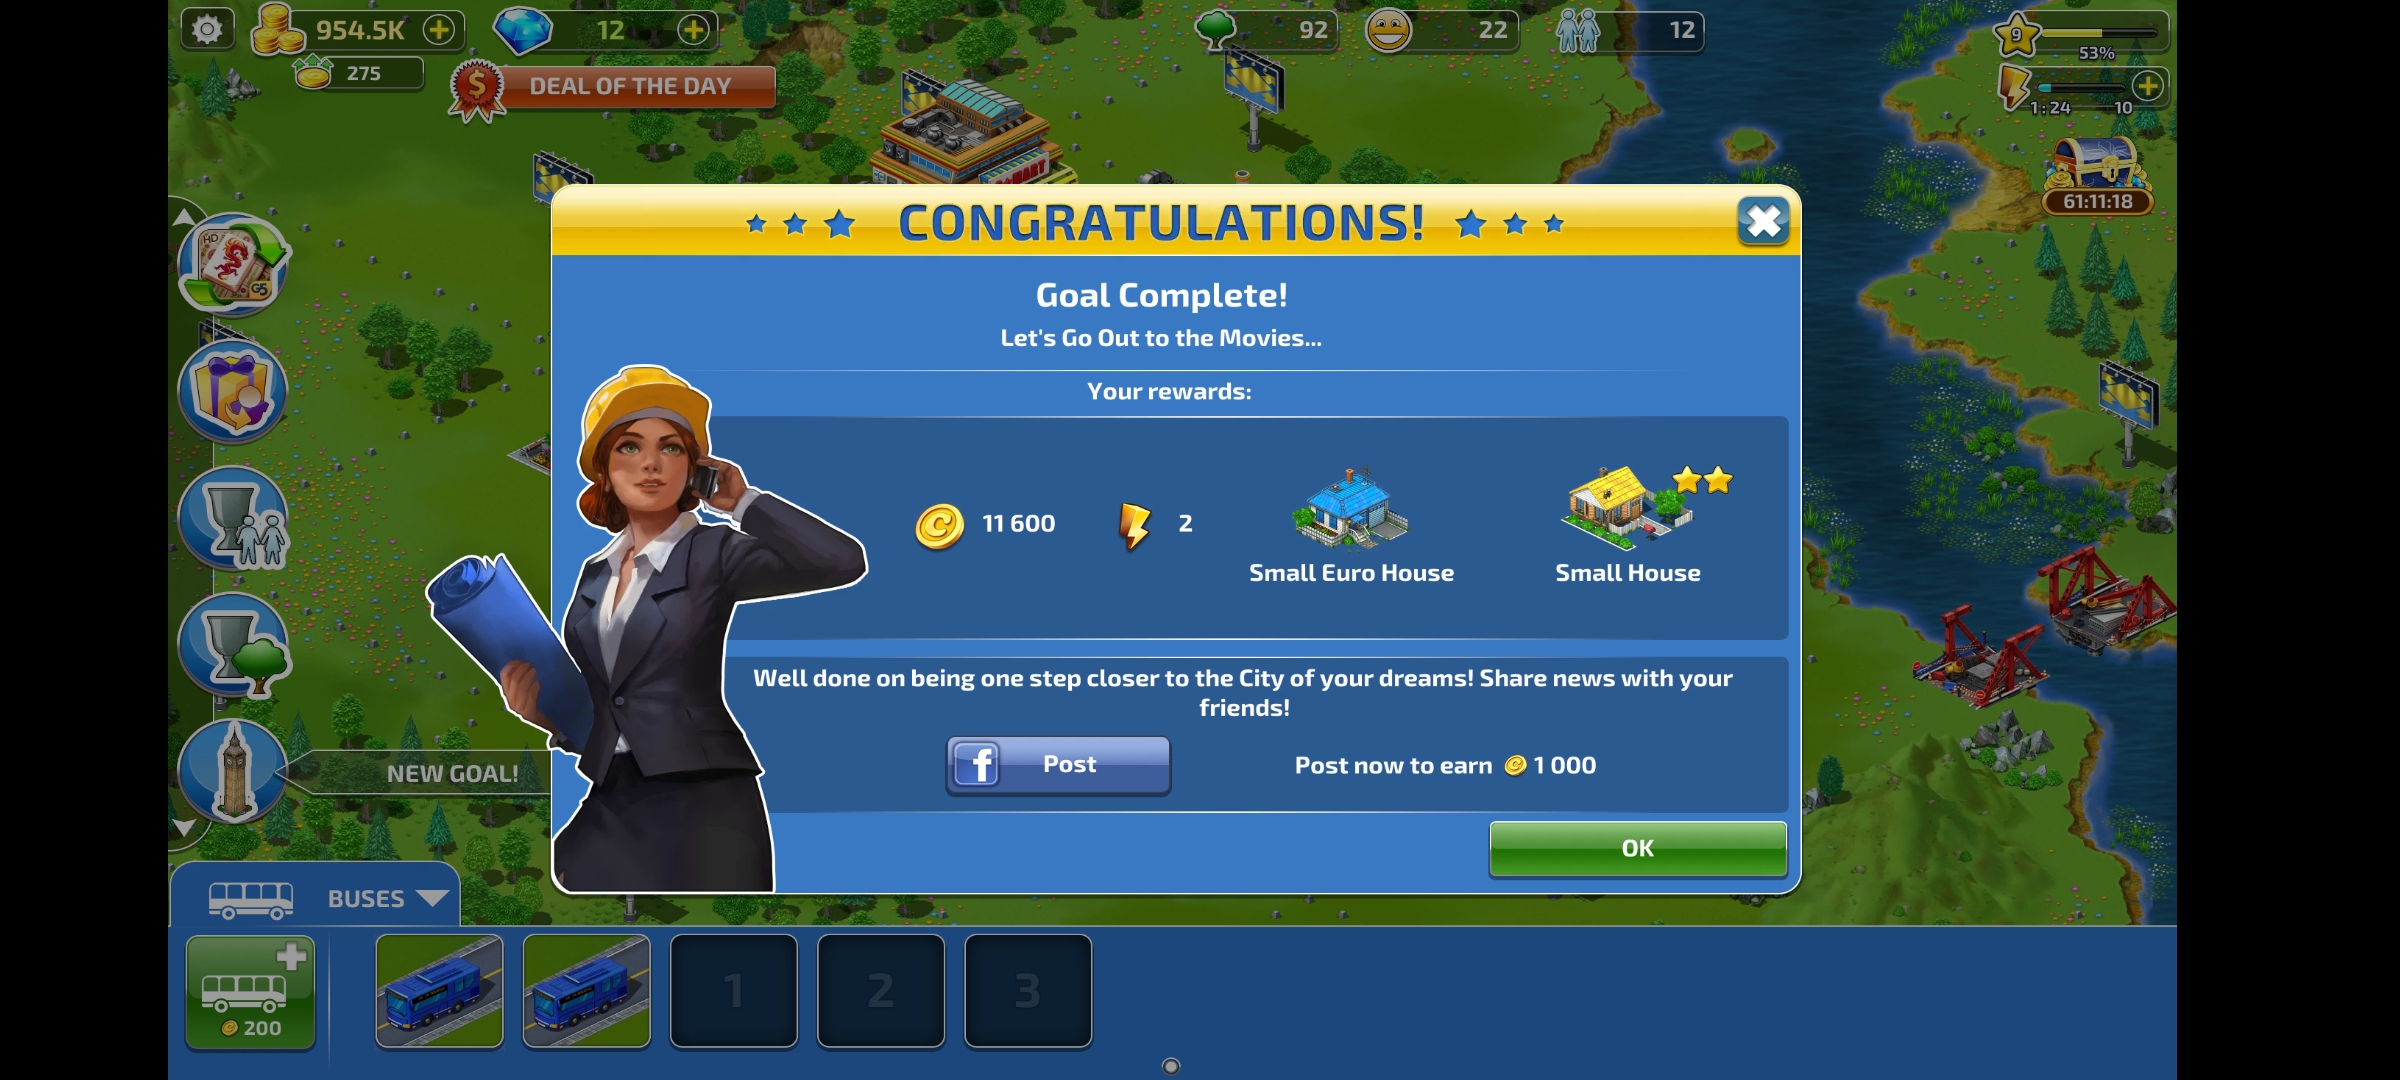 954.5K
12
92
22
12
9
53%
275
DEAL OF THE DAY
1:24
10
61:11:18
CONGRATULATIONS!
Goal Complete!
Let's Go Out to the Movies...
Your rewards:
11 600
2
Small Euro House
Small House
Well done on being one step closer to the City of your dreams! Share news with your
friends!
Post
Post now to earn
1 000
OK
HD
G5
NEW GOAL!
BUSES
200
1
2
3